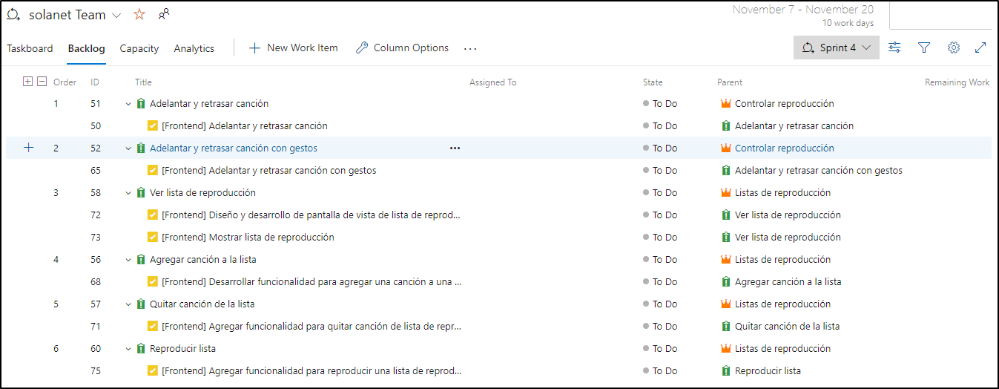 solanet Team
November 7 - November 20
10 work days
Taskboard Backlog Capacity Analytics New Work Item Column Options ... Sprint 4
Order ID Title Assigned To State Parent Remaining Work
1 51 Adelantar y retrasar canción To Do Controlar reproducción
50 [Frontend] Adelantar y retrasar canción To Do Adelantar y retrasar canción
2 52 Adelantar y retrasar canción con gestos ... To Do Controlar reproducción
65 [Frontend] Adelantar y retrasar canción con gestos To Do Adelantar y retrasar canción con gestos
3 58 Ver lista de reproducción To Do Listas de reproducción
72 [Frontend] Diseño y desarrollo de pantalla de vista de lista de reprod... To Do Ver lista de reproducción
73 [Frontend] Mostrar lista de reproducción To Do Ver lista de reproducción
4 56 Agregar canción a la lista To Do Listas de reproducción
68 [Frontend] Desarrollar funcionalidad para agregar una canción a una ... To Do Agregar canción a la lista
5 57 Quitar canción de la lista To Do Listas de reproducción
71 [Frontend] Agregar funcionalidad para quitar canción de lista de repr... To Do Quitar canción de la lista
6 60 Reproducir lista To Do Listas de reproducción
75 [Frontend] Agregar funcionalidad para reproducir una lista de reprod... To Do Reproducir lista